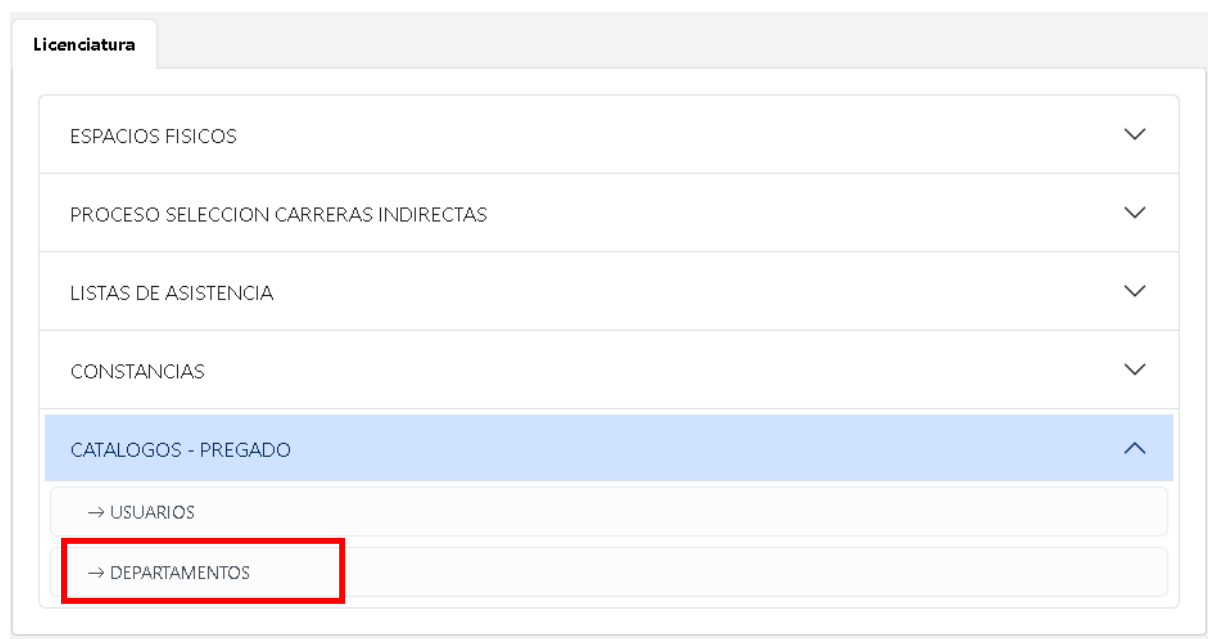 Licenciatura
ESPACIOS FISICOS
PROCESO SELECCION CARRERAS INDIRECTAS
LISTAS DE ASISTENCIA
CONSTANCIAS
CATALOGOS - PREGADO
→ USUARIOS
→ DEPARTAMENTOS